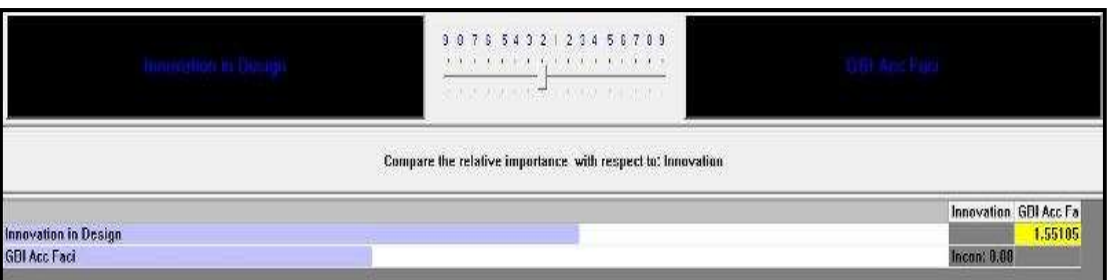 9 8 7 6 5 4 3 2 1 2 3 4 5 6 7 8 9
Innovation in Design
GBI Acc Faci
Compare the relative importance with respect to: Innovation
Innovation GBI Acc Fa
Innovation in Design 1.55105
GBI Acc Faci Incon: 0.00